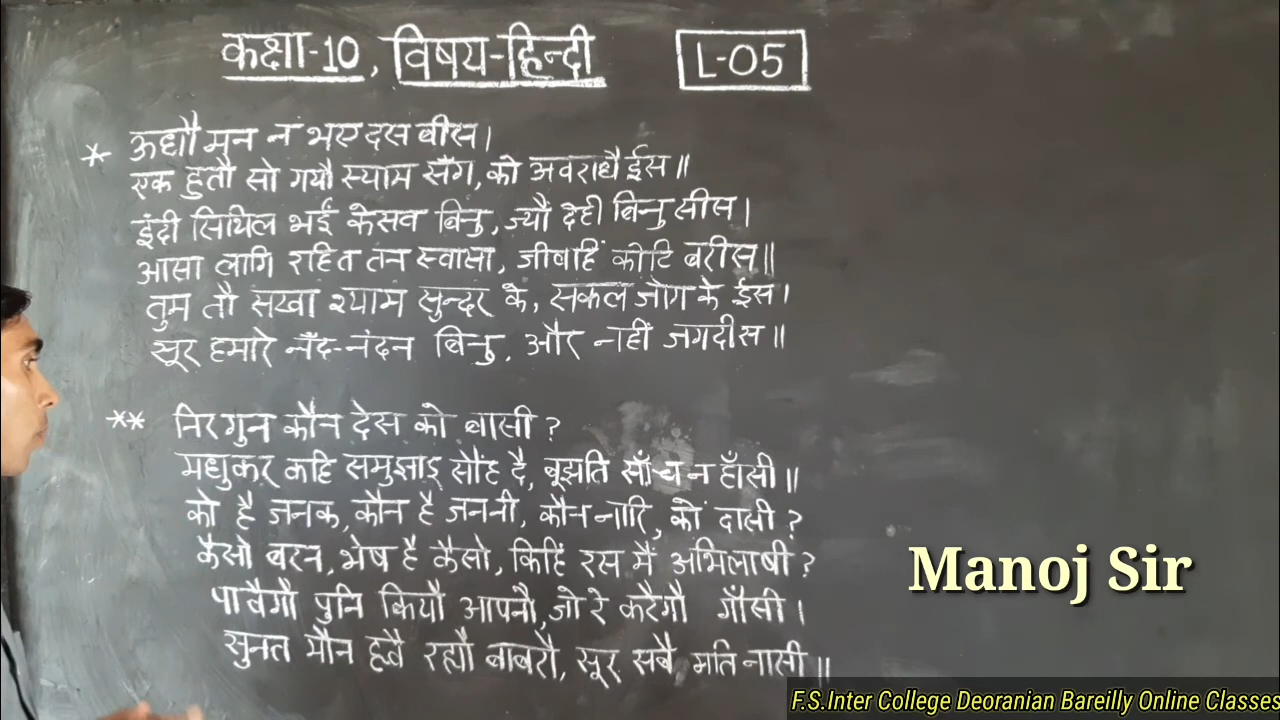 कक्षा-10, विषय-हिन्दी L-05
* ऊधौ मन न भए दस बीस।
एक हुतौ सो गयौ स्याम सँग, को अवराधै ईस॥
इंद्री सिथिल भईं केसव बिनु, ज्यौं देही बिनु सीस।
आसा लागि रहित तन स्वासा, जीवहिं कोटि बरीस॥
तुम तौ सखा श्याम सुन्दर के, सकल जोग के ईस।
सूर हमारे नँद-नंदन बिनु, और नहीं जगदीस॥
** निरगुन कौन देस को बासी?
मधुकर कहि समुझाइ सौंह दै, बूझति साँच न हाँसी॥
को है जनक, कौन है जननी, कौन नारि, को दासी?
कैसो बरन, भेष है कैसो, किहिं रस मैं अभिलाषी?
पावैगौ पुनि कियौ आपनौ, जो रे करैगौ गाँसी।
सुनत मौन हवै रह्यौ बाबरौ, सूर सबै मति नासी॥
Manoj Sir
F.S.Inter College Deoranian Bareilly Online Classes